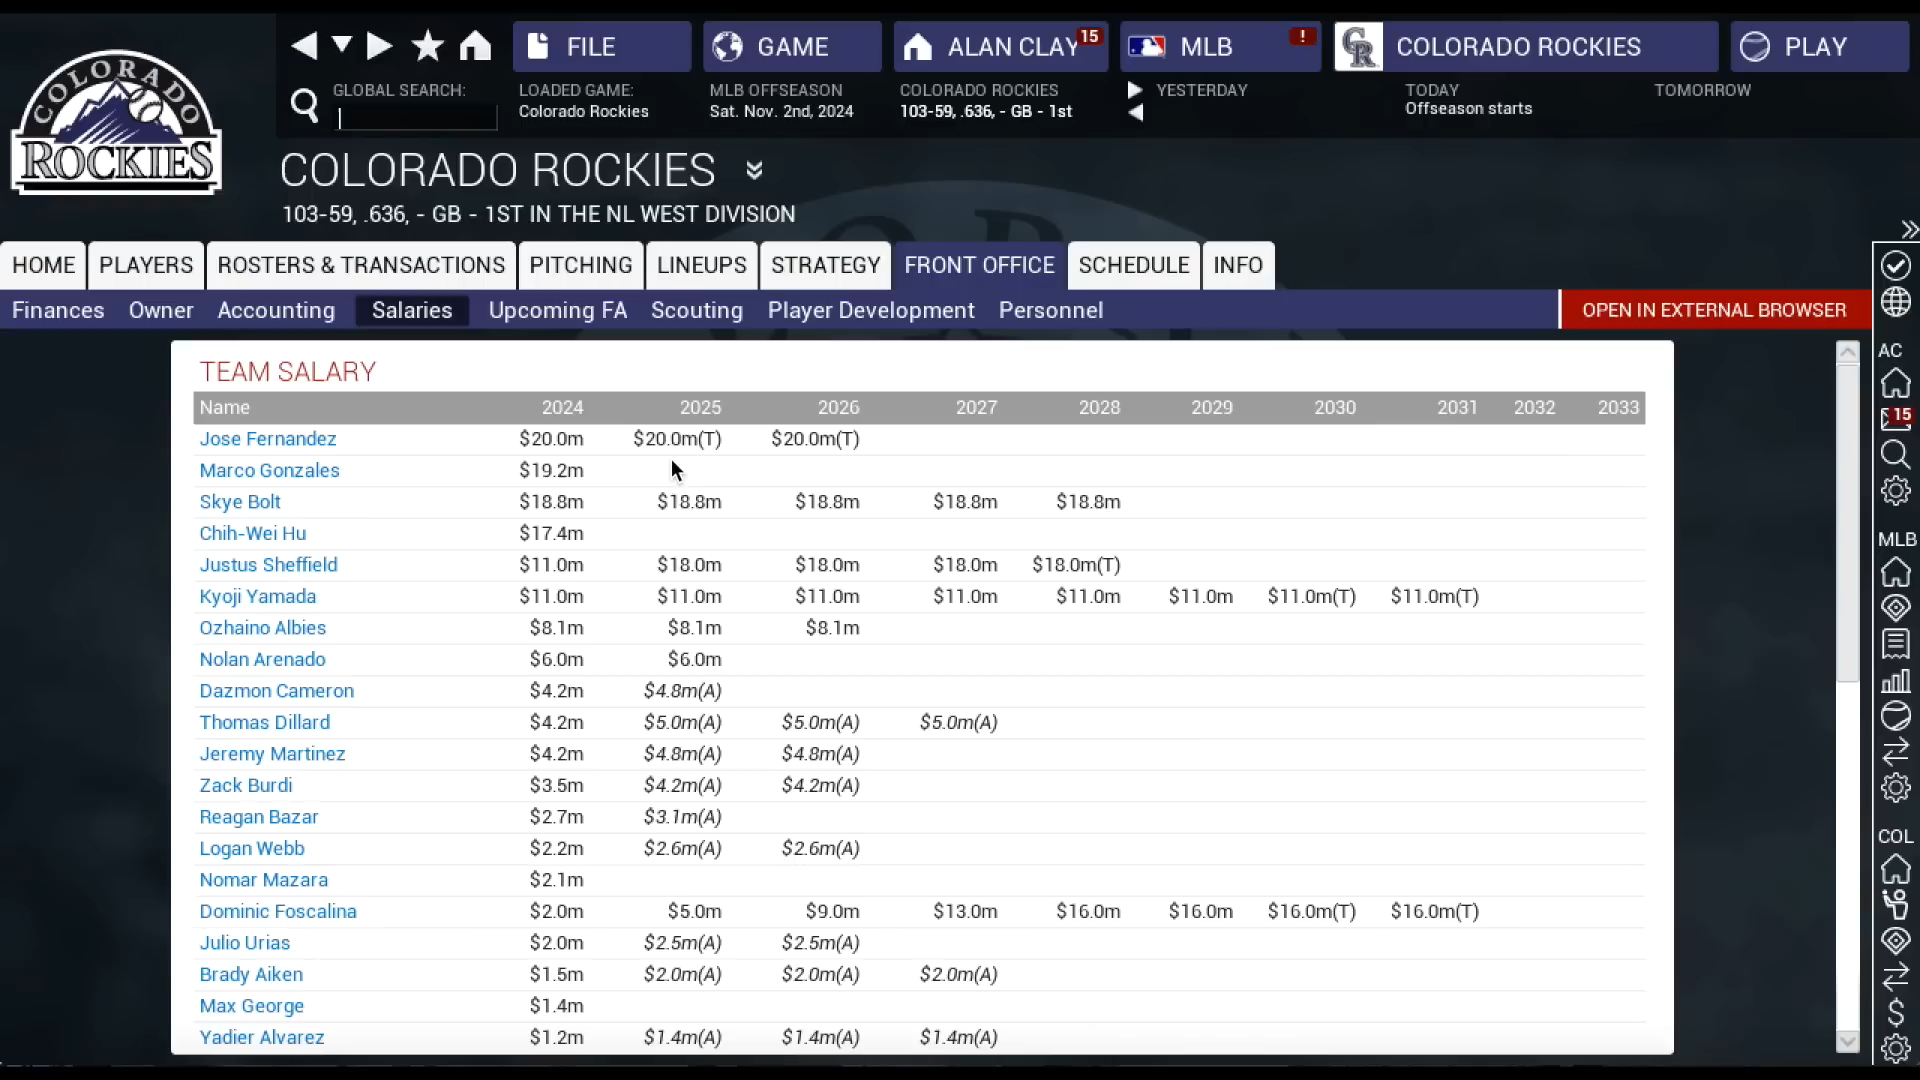 COLORADO
ROCKIES
FILE
GAME
ALAN CLAY
15
MLB
!
CR
COLORADO ROCKIES
PLAY
GLOBAL SEARCH:
LOADED GAME:
Colorado Rockies
MLB OFFSEASON
Sat. Nov. 2nd, 2024
COLORADO ROCKIES
103-59, .636, - GB - 1st
YESTERDAY
TODAY
Offseason starts
TOMORROW
COLORADO ROCKIES
103-59, .636, - GB - 1ST IN THE NL WEST DIVISION
HOME PLAYERS ROSTERS & TRANSACTIONS PITCHING LINEUPS STRATEGY FRONT OFFICE SCHEDULE INFO
Finances Owner Accounting Salaries Upcoming FA Scouting Player Development Personnel OPEN IN EXTERNAL BROWSER
TEAM SALARY
Name 2024 2025 2026 2027 2028 2029 2030 2031 2032 2033
Jose Fernandez $20.0m $20.0m(T) $20.0m(T)
Marco Gonzales $19.2m
Skye Bolt $18.8m $18.8m $18.8m $18.8m $18.8m
Chih-Wei Hu $17.4m
Justus Sheffield $11.0m $18.0m $18.0m $18.0m $18.0m(T)
Kyoji Yamada $11.0m $11.0m $11.0m $11.0m $11.0m $11.0m $11.0m(T) $11.0m(T)
Ozhaino Albies $8.1m $8.1m $8.1m
Nolan Arenado $6.0m $6.0m
Dazmon Cameron $4.2m $4.8m(A)
Thomas Dillard $4.2m $5.0m(A) $5.0m(A) $5.0m(A)
Jeremy Martinez $4.2m $4.8m(A) $4.8m(A)
Zack Burdi $3.5m $4.2m(A) $4.2m(A)
Reagan Bazar $2.7m $3.1m(A)
Logan Webb $2.2m $2.6m(A) $2.6m(A)
Nomar Mazara $2.1m
Dominic Foscalina $2.0m $5.0m $9.0m $13.0m $16.0m $16.0m $16.0m(T) $16.0m(T)
Julio Urias $2.0m $2.5m(A) $2.5m(A)
Brady Aiken $1.5m $2.0m(A) $2.0m(A) $2.0m(A)
Max George $1.4m
Yadier Alvarez $1.2m $1.4m(A) $1.4m(A) $1.4m(A)
AC
15
MLB
COL